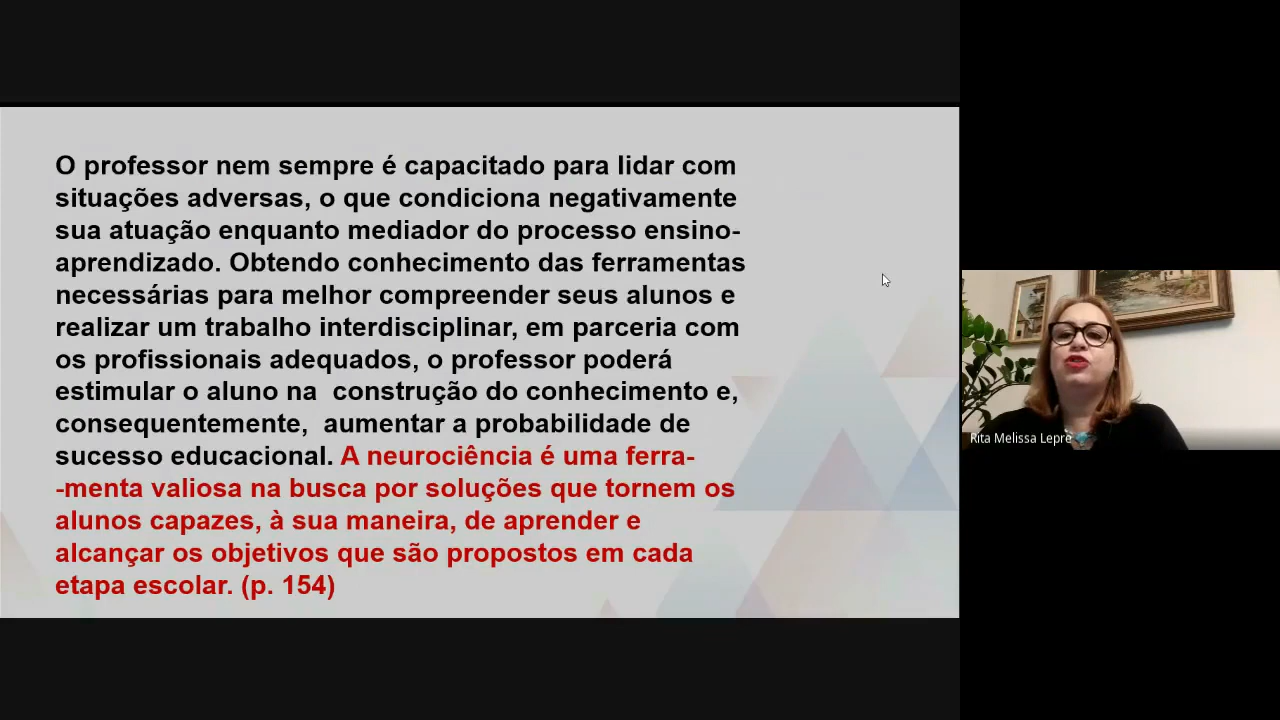 O professor nem sempre é capacitado para lidar com
situações adversas, o que condiciona negativamente
sua atuação enquanto mediador do processo ensino-
aprendizado. Obtendo conhecimento das ferramentas
necessárias para melhor compreender seus alunos e
realizar um trabalho interdisciplinar, em parceria com
os profissionais adequados, o professor poderá
estimular o aluno na  construção do conhecimento e,
consequentemente,  aumentar a probabilidade de
sucesso educacional. A neurociência é uma ferra-
-menta valiosa na busca por soluções que tornem os
alunos capazes, à sua maneira, de aprender e
alcançar os objetivos que são propostos em cada
etapa escolar. (p. 154)
Rita Melissa Lepre